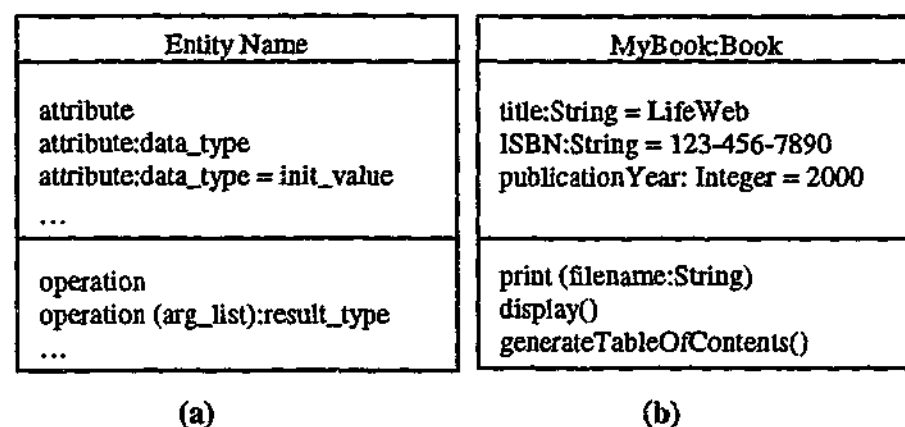 Entity Name
attribute
attribute:data_type
attribute:data_type = init_value
...
operation
operation (arg_list):result_type
...
(a)
MyBook:Book
title:String = LifeWeb
ISBN:String = 123-456-7890
publicationYear: Integer = 2000
print (filename:String)
display()
generateTableOfContents()
(b)